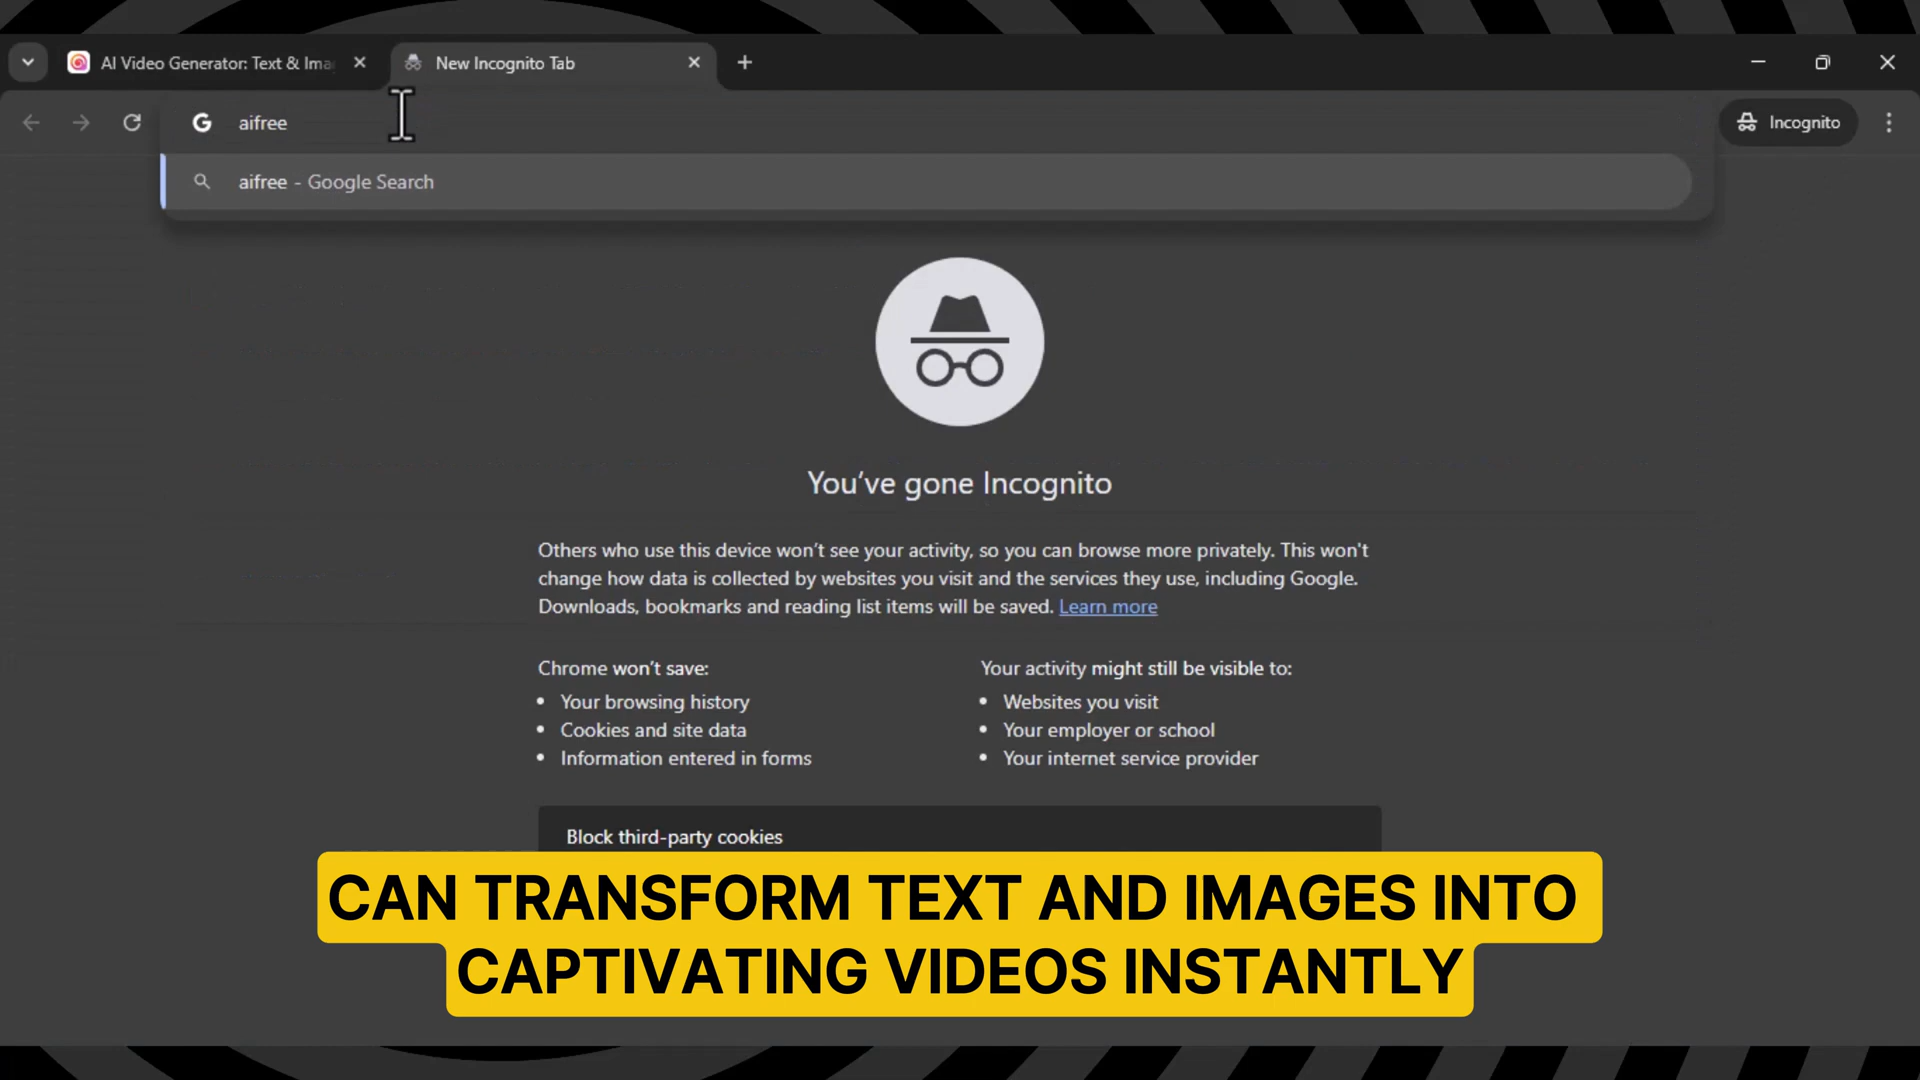 AI Video Generator: Text & Ima
New Incognito Tab
aifree
Incognito
aifree - Google Search
You've gone Incognito
Others who use this device won't see your activity, so you can browse more privately. This won't
change how data is collected by websites you visit and the services they use, including Google.
Downloads, bookmarks and reading list items will be saved. Learn more
Chrome won't save:
Your browsing history
Cookies and site data
Information entered in forms
Your activity might still be visible to:
Websites you visit
Your employer or school
Your internet service provider
Block third-party cookies
CAN TRANSFORM TEXT AND IMAGES INTO
CAPTIVATING VIDEOS INSTANTLY